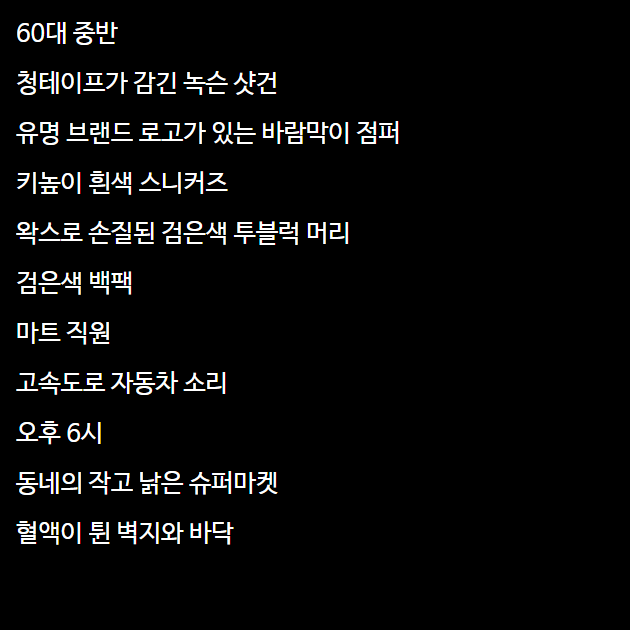 60대 중반
청테이프가 감긴 녹슨 샷건
유명 브랜드 로고가 있는 바람막이 점퍼
키높이 흰색 스니커즈
왁스로 손질된 검은색 투블럭 머리
검은색 백팩
마트 직원
고속도로 자동차 소리
오후 6시
동네의 작고 낡은 슈퍼마켓
혈액이 튄 벽지와 바닥